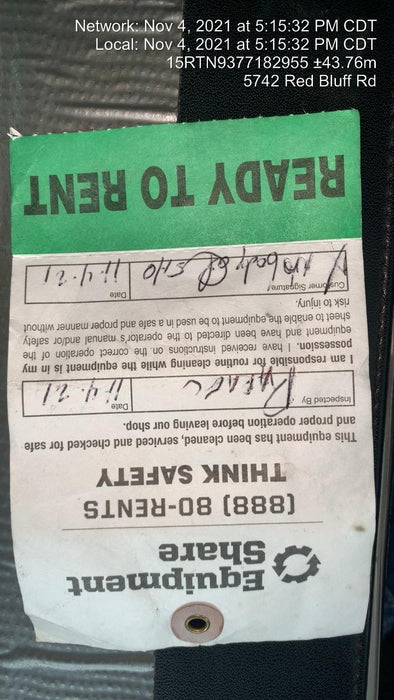 Network: Nov 4, 2021 at 5:15:32 PM CDT
Local: Nov 4, 2021 at 5:15:32 PM CDT
15RTN9377182955 ±43.76m
5742 Red Bluff Rd
Equipment
Share
(888) 80-RENTS
THINK SAFETY
This equipment has been cleaned, serviced and checked for safe
and proper operation before leaving our shop.
Inspected By Date
11.4.21
I am responsible for routine cleaning while the equipment is in my
possession. I have received instructions on the correct operation of the
equipment and have been directed to the operator's manual and/or safety
sheet to enable the equipment to be used in a safe and proper manner without
risk to injury.
Customer Signature Date
11.4.21
READY TO RENT